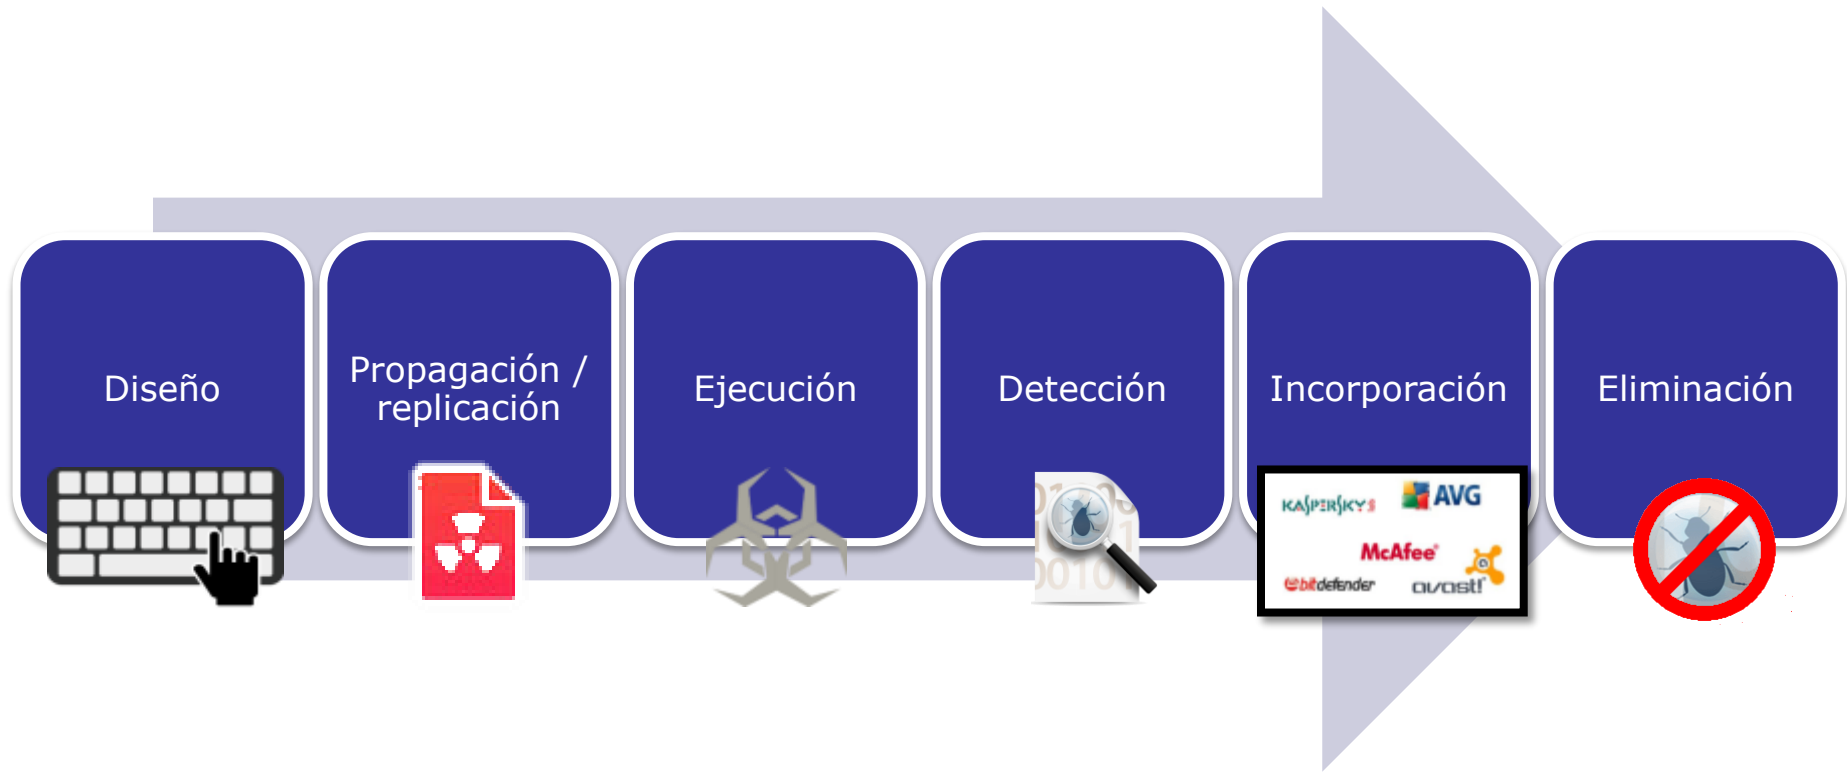 Diseño
Propagación /
replicación
Ejecución
Detección
Incorporación
Eliminación
KASPERSKY
AVG
McAfee
bitdefender
avast!